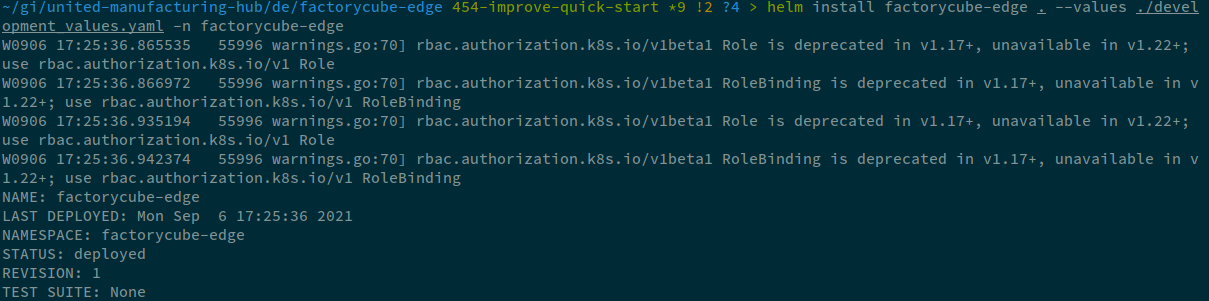 ~/gi/united-manufacturing-hub/de/factorycube-edge 454-improve-quick-start *9 !2 ?4 > helm install factorycube-edge . --values ./devel
opment_values.yaml -n factorycube-edge
W0906 17:25:36.865535   55996 warnings.go:70] rbac.authorization.k8s.io/v1beta1 Role is deprecated in v1.17+, unavailable in v1.22+;
use rbac.authorization.k8s.io/v1 Role
W0906 17:25:36.866972   55996 warnings.go:70] rbac.authorization.k8s.io/v1beta1 RoleBinding is deprecated in v1.17+, unavailable in v
1.22+; use rbac.authorization.k8s.io/v1 RoleBinding
W0906 17:25:36.935194   55996 warnings.go:70] rbac.authorization.k8s.io/v1beta1 Role is deprecated in v1.17+, unavailable in v1.22+;
use rbac.authorization.k8s.io/v1 Role
W0906 17:25:36.942374   55996 warnings.go:70] rbac.authorization.k8s.io/v1beta1 RoleBinding is deprecated in v1.17+, unavailable in v
1.22+; use rbac.authorization.k8s.io/v1 RoleBinding
NAME: factorycube-edge
LAST DEPLOYED: Mon Sep  6 17:25:36 2021
NAMESPACE: factorycube-edge
STATUS: deployed
REVISION: 1
TEST SUITE: None